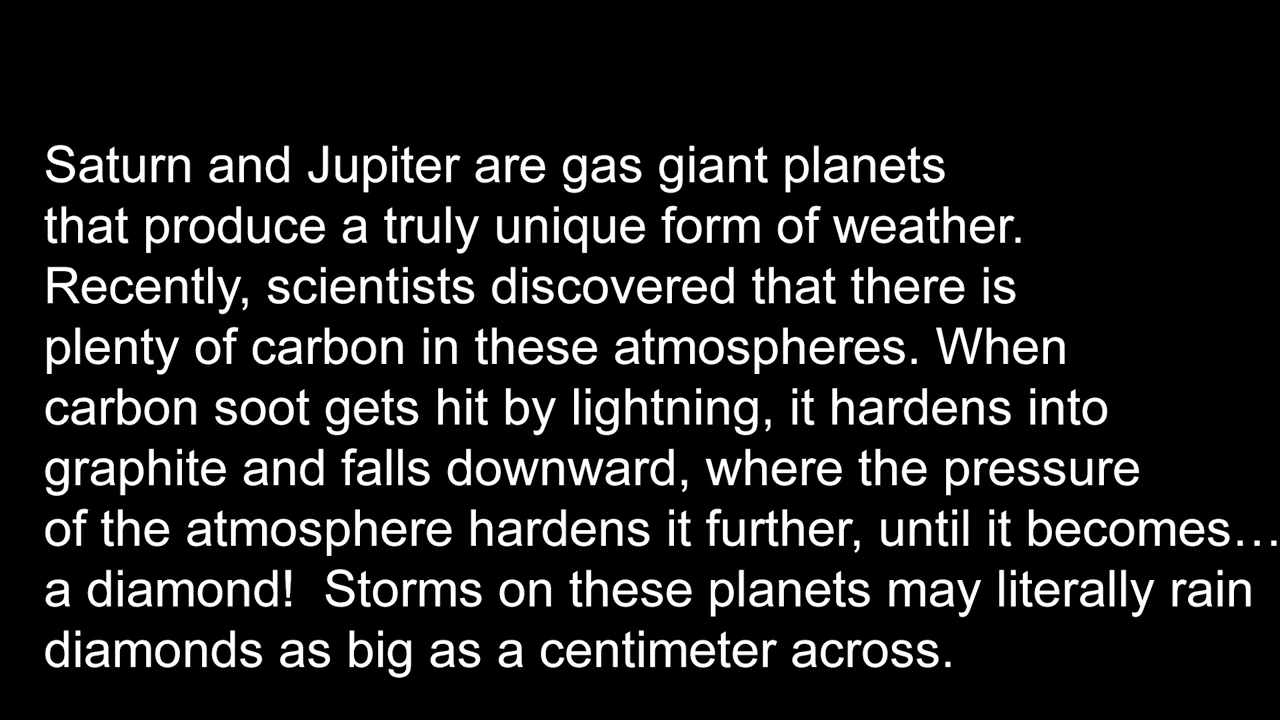 Saturn and Jupiter are gas giant planets
that produce a truly unique form of weather.
Recently, scientists discovered that there is
plenty of carbon in these atmospheres. When
carbon soot gets hit by lightning, it hardens into
graphite and falls downward, where the pressure
of the atmosphere hardens it further, until it becomes…
a diamond!  Storms on these planets may literally rain
diamonds as big as a centimeter across.